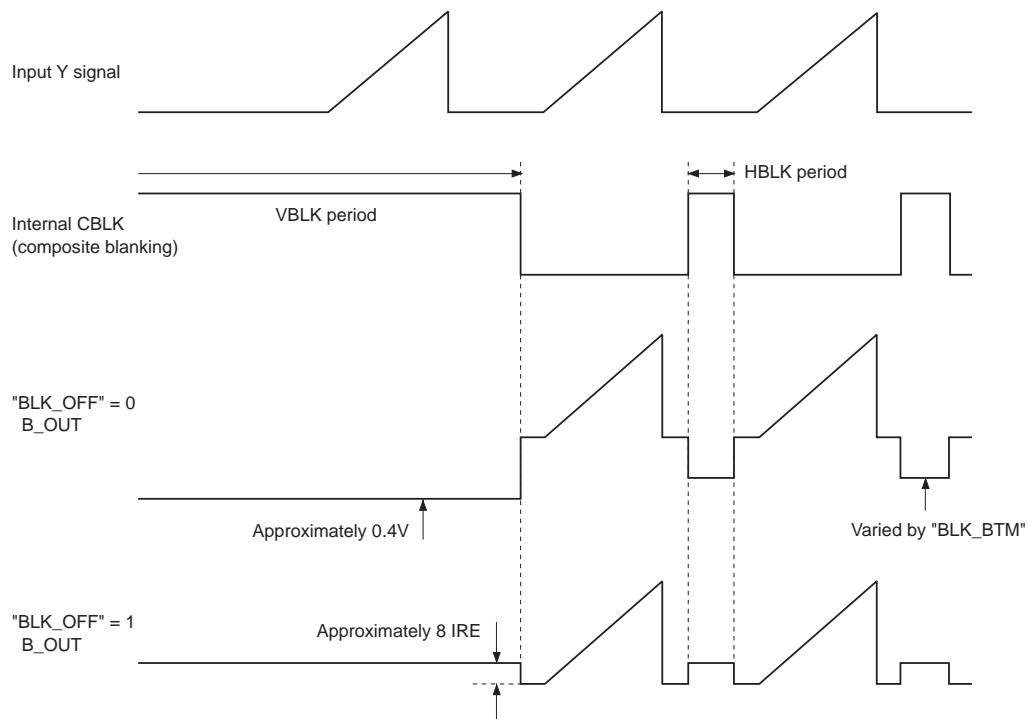 Input Y signal
HBLK period
VBLK period
Internal CBLK
(composite blanking)
"BLK_OFF" = 0
B_OUT
Approximately 0.4V
Varied by "BLK_BTM"
"BLK_OFF" = 1
B_OUT
Approximately 8 IRE